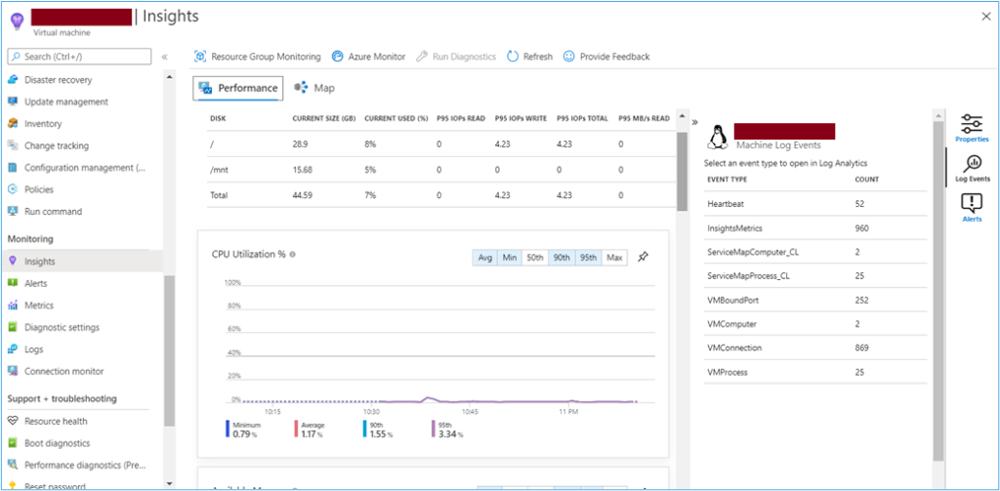 | Insights
Virtual machine
Search (Ctrl+/)
«
Disaster recovery
Update management
Inventory
Change tracking
Configuration management (...
Policies
Run command
Monitoring
Insights
Alerts
Metrics
Diagnostic settings
Logs
Connection monitor
Support + troubleshooting
Resource health
Boot diagnostics
Performance diagnostics (Pre...
Reset password
Resource Group Monitoring Azure Monitor Run Diagnostics Refresh Provide Feedback
Performance Map
DISK CURRENT SIZE (GB) CURRENT USED (%) P95 IOPs READ P95 IOPs WRITE P95 IOPs TOTAL P95 MB/s READ
/ 28.9 8% 0 4.23 4.23 0
/mnt 15.68 5% 0 0 0 0
Total 44.59 7% 0 4.23 4.23 0
CPU Utilization %
Avg Min 50th 90th 95th Max
100%
80%
60%
40%
20%
0%
10:15 10:30 10:45 11 PM
Minimum Average 90th 95th
0.79 % 1.17 % 1.55 % 3.34 %
»
Machine Log Events
Select an event type to open in Log Analytics
EVENT TYPE COUNT
Heartbeat 52
InsightsMetrics 960
ServiceMapComputer_CL 2
ServiceMapProcess_CL 25
VMBoundPort 252
VMComputer 2
VMConnection 869
VMProcess 25
Properties
Log Events
Alerts